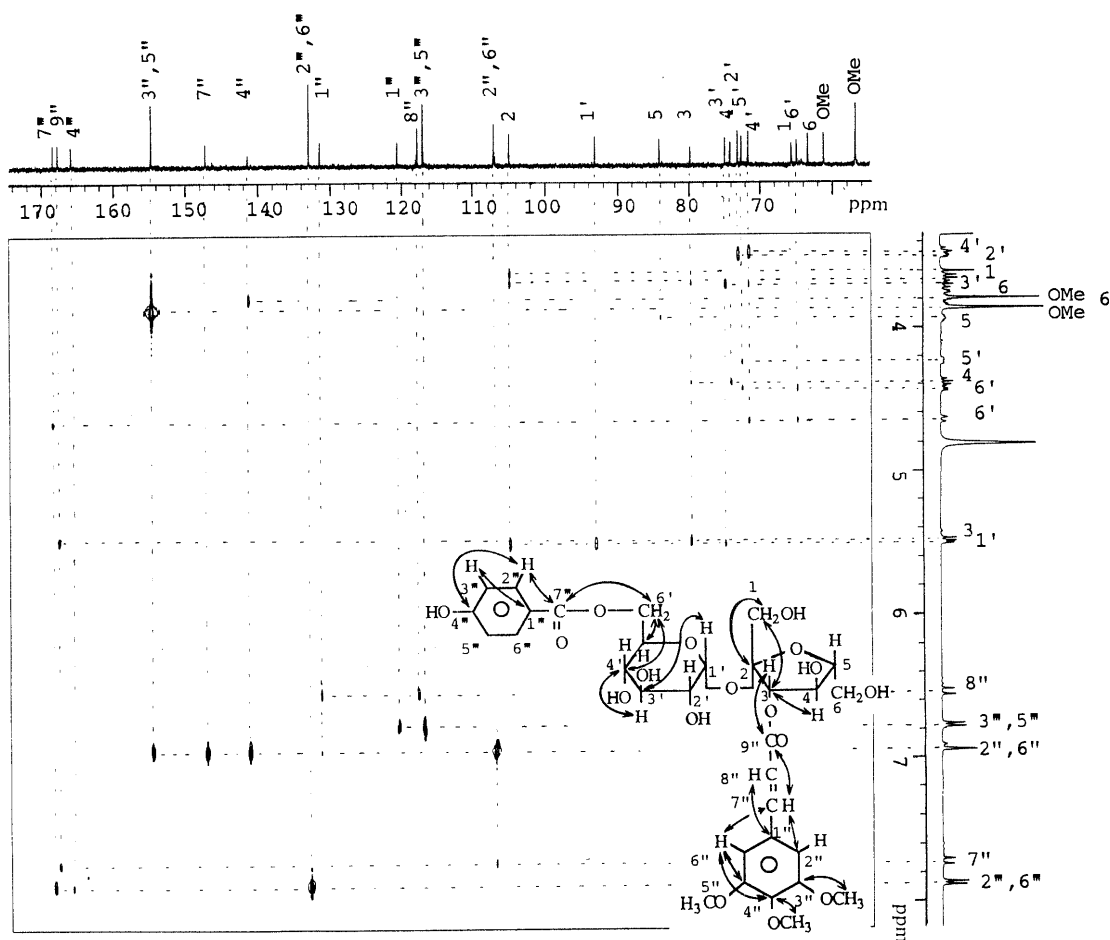 7‴ 9″ 4‴ 3″,5″ 7″ 4″ 2‴,6‴ 1″ 1‴ 8″ 3‴,5‴ 2″,6″ 2 1' 5 3 3' 4 5' 2' 4' 1 6' 6 OMe OMe
170 160 150 140 130 120 110 100 90 80 70 ppm
4' 2'
1
3' 6
OMe 6
OMe
4 5
5'
4
6'
6'
5
3
1'
6
8″
3‴,5‴
2″,6″
7
7″
2‴,6‴
ppm
H H
3‴ 2‴
HO 4‴ 1‴ 7‴ C O 6' CH₂
O
5‴ 6‴
1
CH₂OH
H O H H
4' H H 1' 2 H O H 5
OH HO
HO 3' 2' O 3 4 CH₂OH
H OH O H 6
9″ CO
8″ H C
7″ C H
1″
H H
6″ 2″
5″ 3″
H₃CO 4″ OCH₃
OCH₃